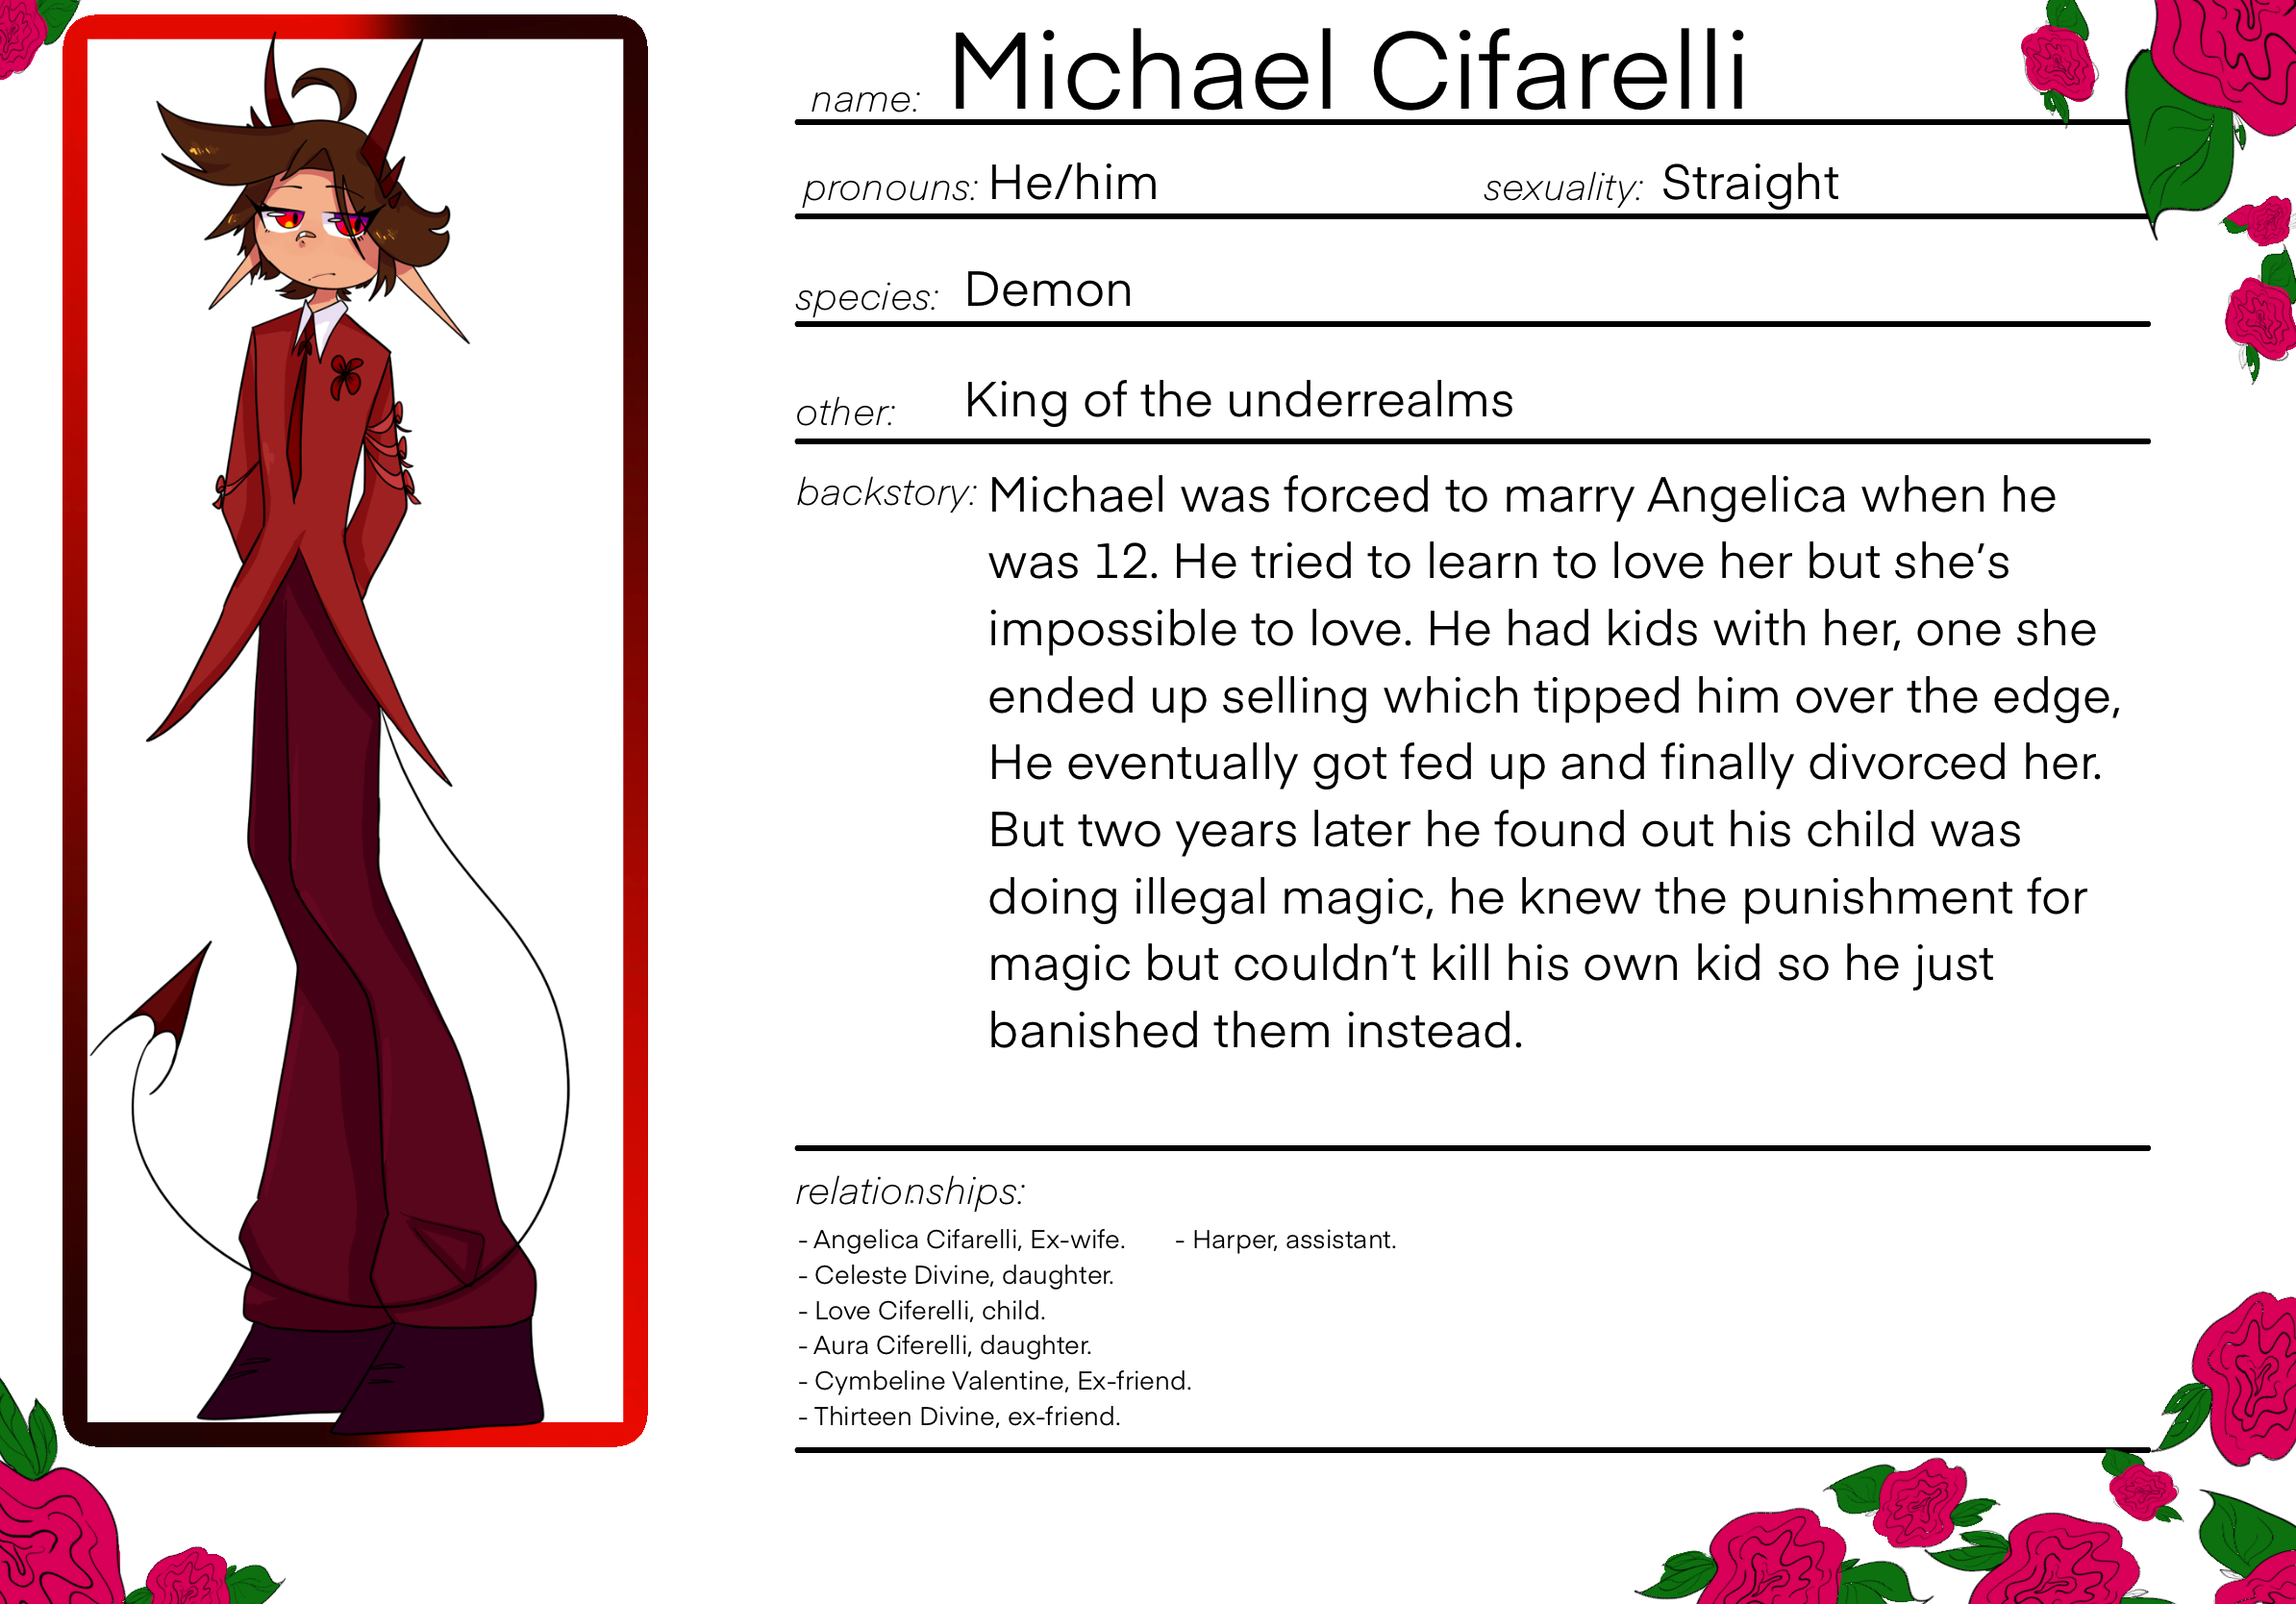 name: Michael Cifarelli
pronouns: He/him sexuality: Straight
species: Demon
other: King of the underrealms
backstory: Michael was forced to marry Angelica when he
was 12. He tried to learn to love her but she's
impossible to love. He had kids with her, one she
ended up selling which tipped him over the edge,
He eventually got fed up and finally divorced her.
But two years later he found out his child was
doing illegal magic, he knew the punishment for
magic but couldn't kill his own kid so he just
banished them instead.
relationships:
- Angelica Cifarelli, Ex-wife. - Harper, assistant.
- Celeste Divine, daughter.
- Love Ciferelli, child.
- Aura Ciferelli, daughter.
- Cymbeline Valentine, Ex-friend.
- Thirteen Divine, ex-friend.